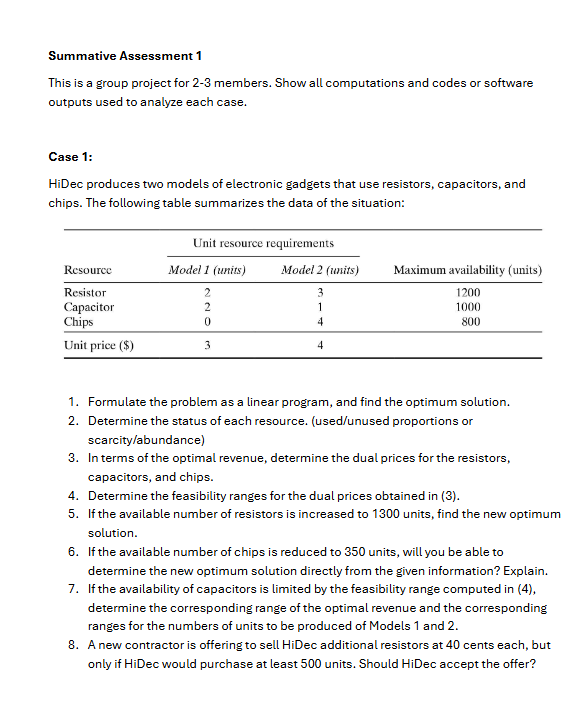 Summative Assessment 1
This is a group project for 2-3 members. Show all computations and codes or software
outputs used to analyze each case.
Case 1:
HiDec produces two models of electronic gadgets that use resistors, capacitors, and
chips. The following table summarizes the data of the situation:
Unit resource requirements
Resource Model 1 (units) Model 2 (units) Maximum availability (units)
Resistor 2 3 1200
Capacitor 2 1 1000
Chips 0 4 800
Unit price ($) 3 4
1. Formulate the problem as a linear program, and find the optimum solution.
2. Determine the status of each resource. (used/unused proportions or
scarcity/abundance)
3. In terms of the optimal revenue, determine the dual prices for the resistors,
capacitors, and chips.
4. Determine the feasibility ranges for the dual prices obtained in (3).
5. If the available number of resistors is increased to 1300 units, find the new optimum
solution.
6. If the available number of chips is reduced to 350 units, will you be able to
determine the new optimum solution directly from the given information? Explain.
7. If the availability of capacitors is limited by the feasibility range computed in (4),
determine the corresponding range of the optimal revenue and the corresponding
ranges for the numbers of units to be produced of Models 1 and 2.
8. A new contractor is offering to sell HiDec additional resistors at 40 cents each, but
only if HiDec would purchase at least 500 units. Should HiDec accept the offer?